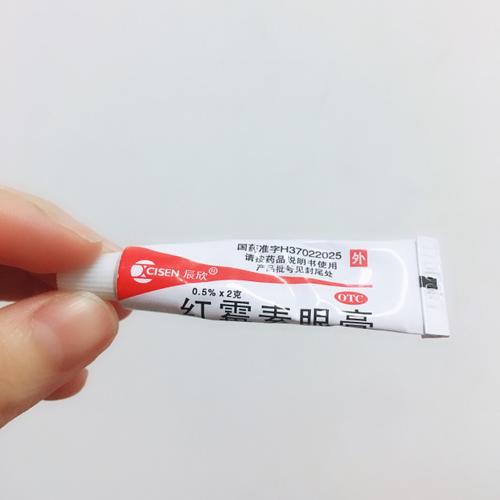 国药准字H37022025
请按药品说明书使用
产品批号见封尾处
外
CISEN 辰欣®
0.5% x 2克
OTC
红霉素眼膏